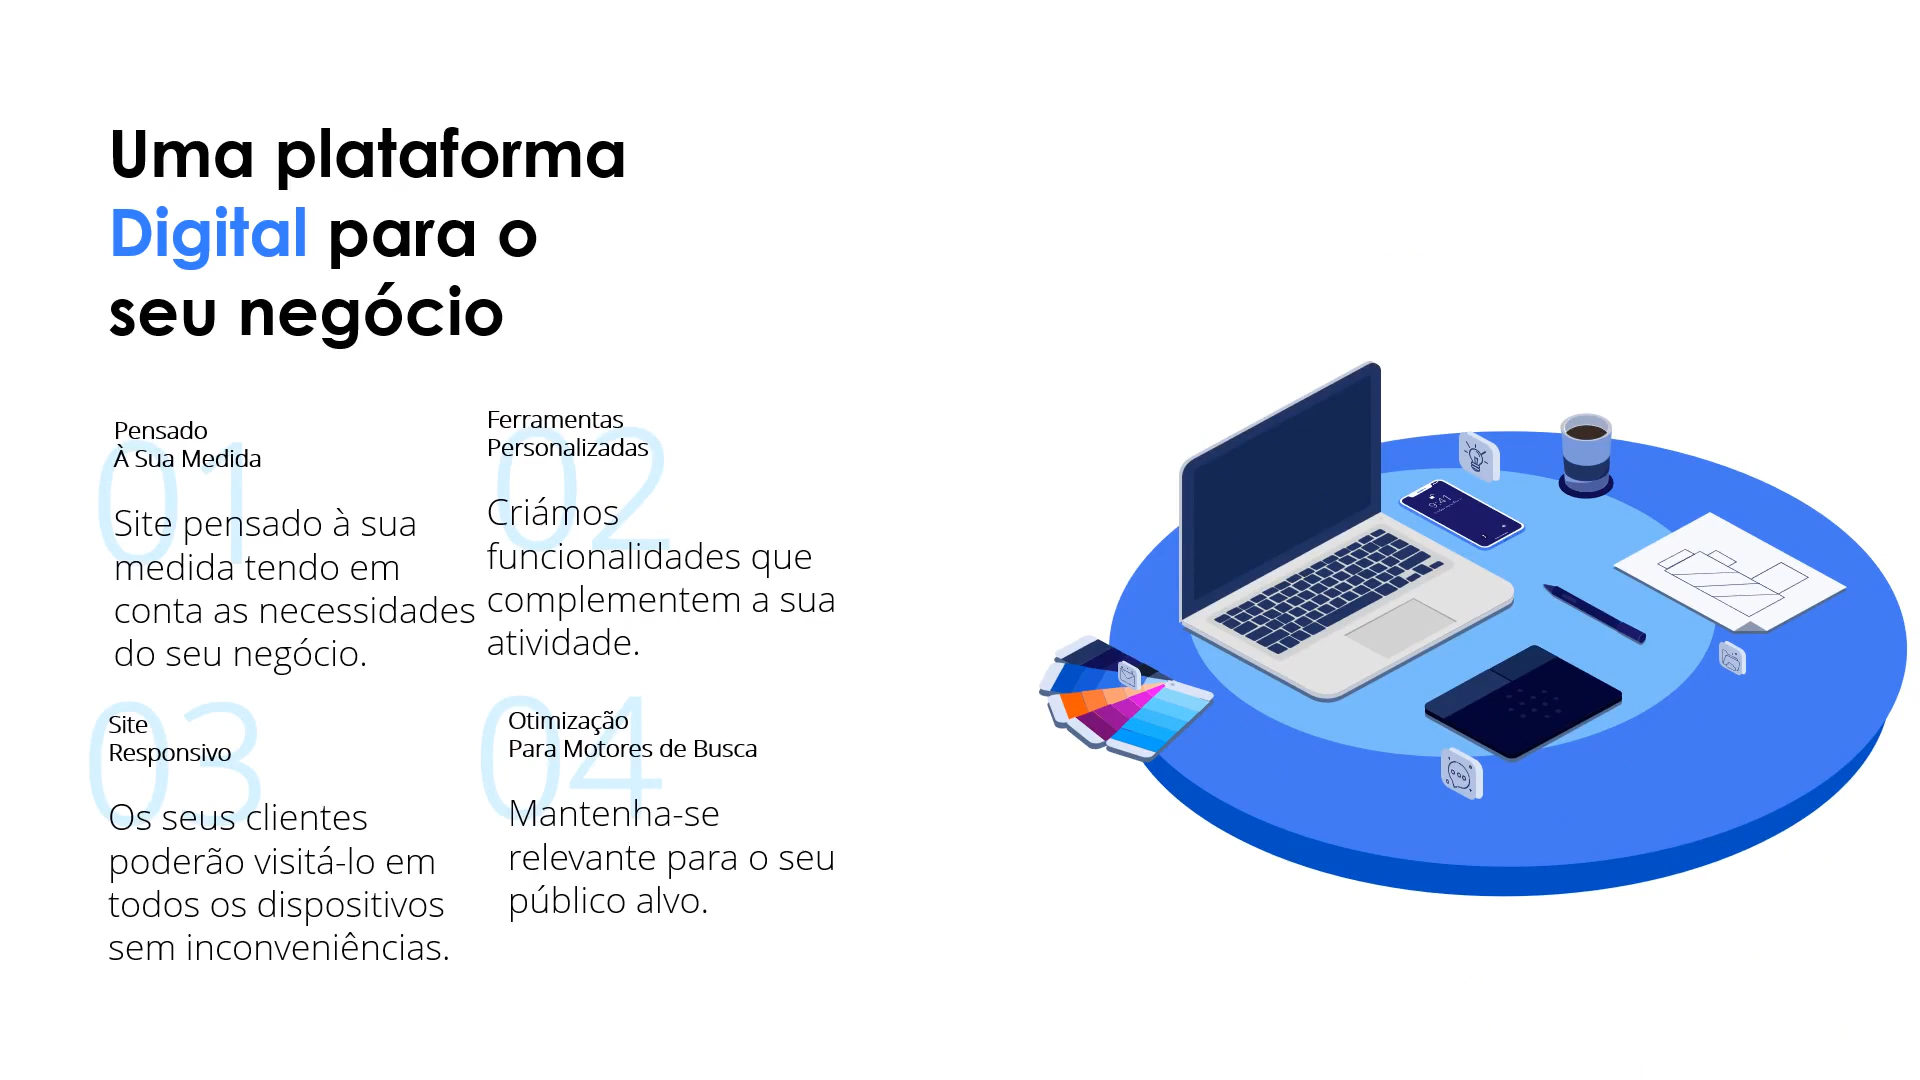 Uma plataforma
Digital para o
seu negócio
01
Pensado
À Sua Medida
Site pensado à sua
medida tendo em
conta as necessidades
do seu negócio.
02
Ferramentas
Personalizadas
Criámos
funcionalidades que
complementem a sua
atividade.
03
Site
Responsivo
Os seus clientes
poderão visitá-lo em
todos os dispositivos
sem inconveniências.
04
Otimização
Para Motores de Busca
Mantenha-se
relevante para o seu
público alvo.
9:41